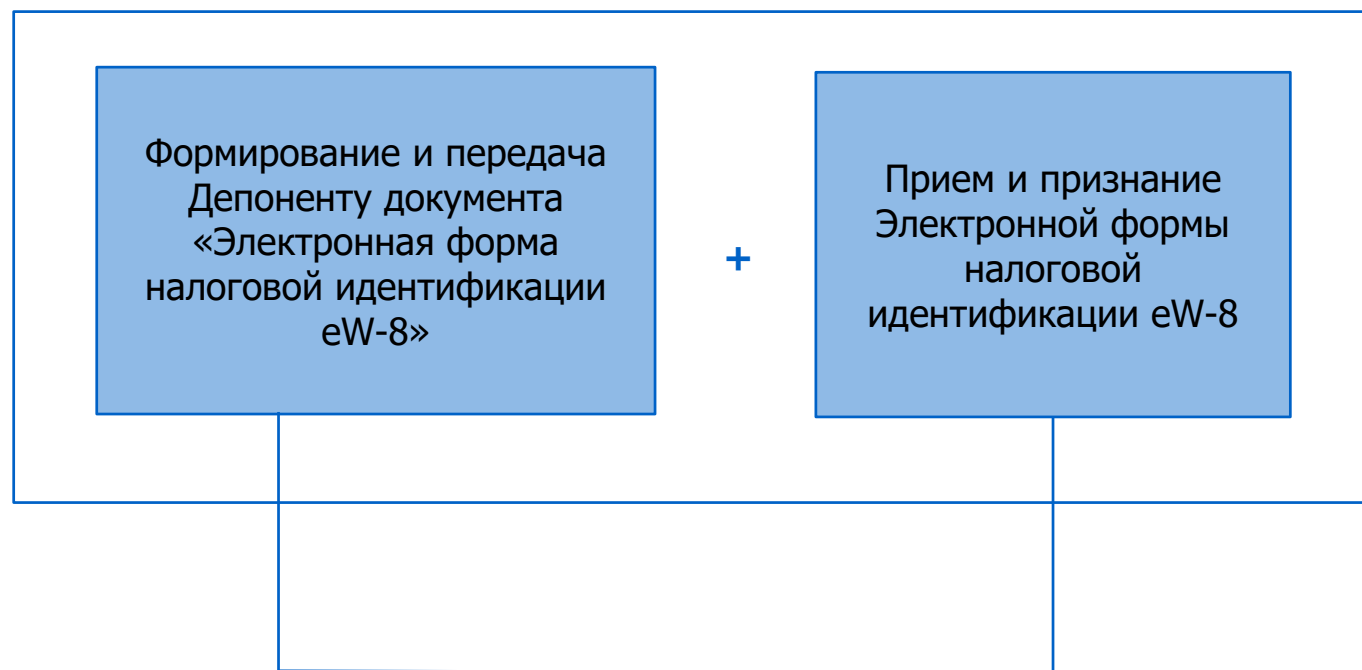 Формирование и передача
Депоненту документа
«Электронная форма
налоговой идентификации
eW-8»
+
Прием и признание
Электронной формы
налоговой
идентификации eW-8